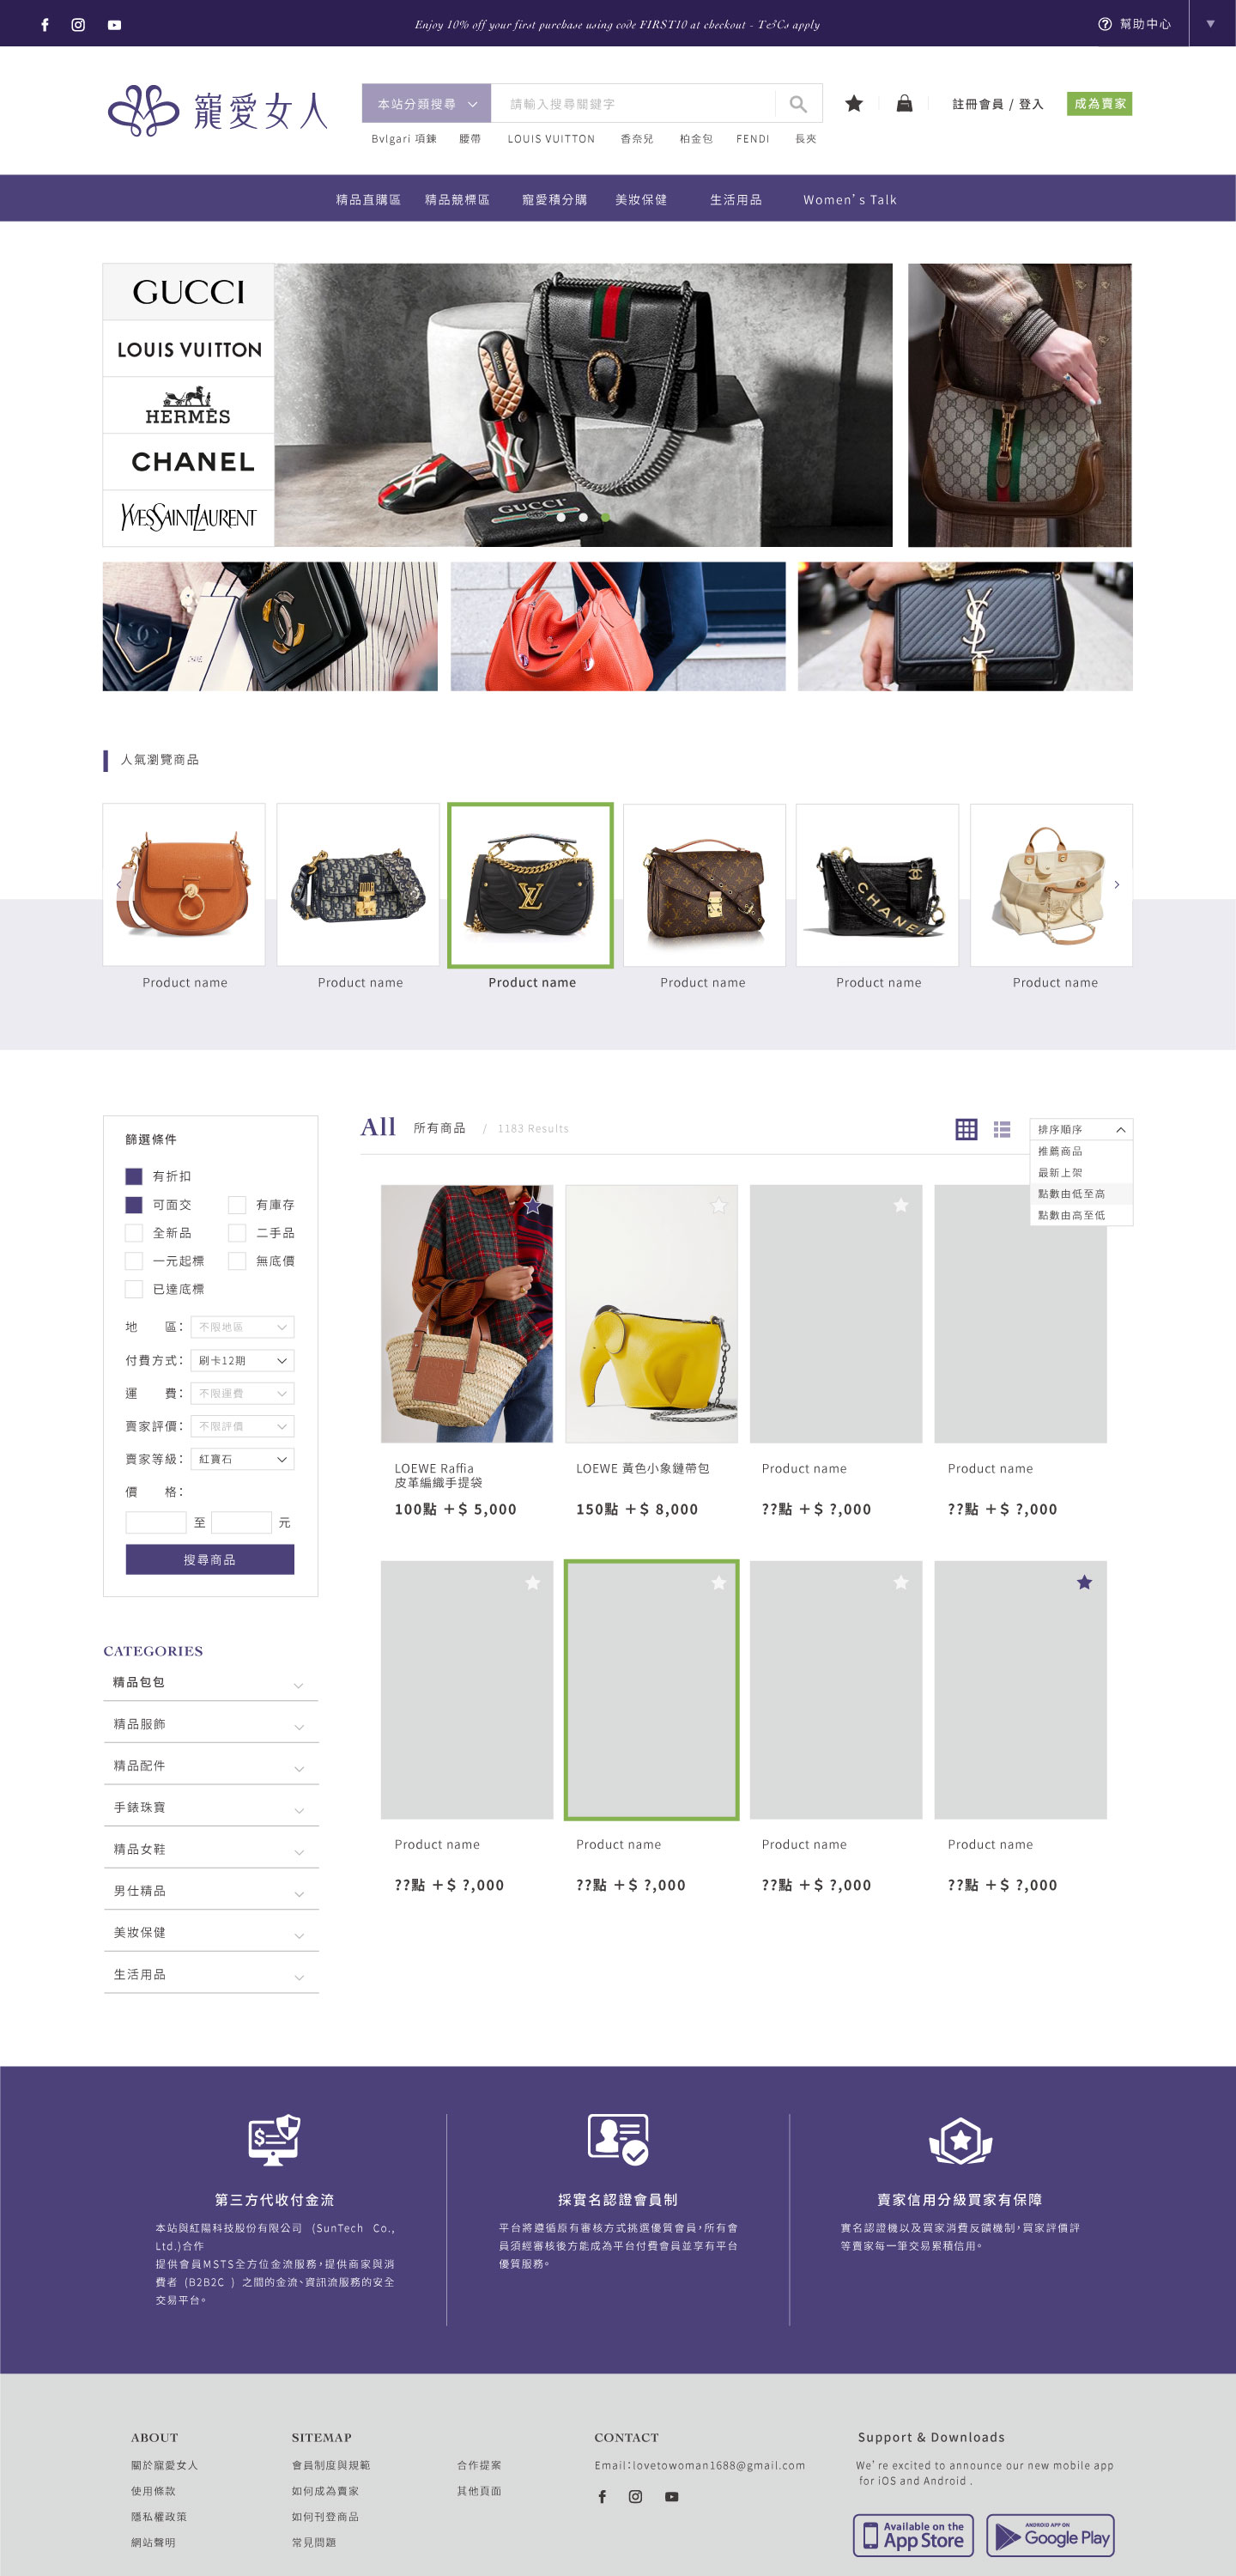 Enjoy 10% off your first purchase using code FIRST10 at checkout - T&Cs apply
幫助中心
寵愛女人
本站分類搜尋
請輸入搜尋關鍵字
註冊會員 / 登入
成為賣家
Bvlgari 項鍊 腰帶 LOUIS VUITTON 香奈兒 柏金包 FENDI 長夾
精品直購區 精品競標區 寵愛積分購 美妝保健 生活用品 Women's Talk
GUCCI
LOUIS VUITTON
HERMÈS
CHANEL
YVESSAINTLAURENT
GUCCI
人氣瀏覽商品
CHANEL
Product name
Product name
Product name
Product name
Product name
Product name
篩選條件
有折扣
可面交 有庫存
全新品 二手品
一元起標 無底價
已達底標
地 區: 不限地區
付費方式: 刷卡12期
運 費: 不限運費
賣家評價: 不限評價
賣家等級: 紅寶石
價 格:
至 元
搜尋商品
CATEGORIES
精品包包
精品服飾
精品配件
手錶珠寶
精品女鞋
男仕精品
美妝保健
生活用品
All 所有商品 / 1183 Results
排序順序
推薦商品
最新上架
點數由低至高
點數由高至低
LOEWE Raffia
皮革編織手提袋
100點 +$ 5,000
LOEWE 黃色小象鏈帶包
150點 +$ 8,000
Product name
??點 +$ ?,000
Product name
??點 +$ ?,000
Product name
??點 +$ ?,000
Product name
??點 +$ ?,000
Product name
??點 +$ ?,000
Product name
??點 +$ ?,000
第三方代收付金流
本站與紅陽科技股份有限公司 (SunTech Co.,
Ltd.)合作
提供會員MSTS全方位金流服務，提供商家與消
費者 (B2B2C ) 之間的金流、資訊流服務的安全
交易平台。
採實名認證會員制
平台將遵循原有審核方式挑選優質會員，所有會
員須經審核後方能成為平台付費會員並享有平台
優質服務。
賣家信用分級買家有保障
實名認證機以及買家消費反饋機制，買家評價評
等賣家每一筆交易累積信用。
ABOUT
關於寵愛女人
使用條款
隱私權政策
網站聲明
SITEMAP
會員制度與規範
如何成為賣家
如何刊登商品
常見問題
合作提案
其他頁面
CONTACT
Email:lovetowoman1688@gmail.com
Support & Downloads
We're excited to announce our new mobile app
for iOS and Android .
Available on the
App Store
ANDROID APP ON
Google Play